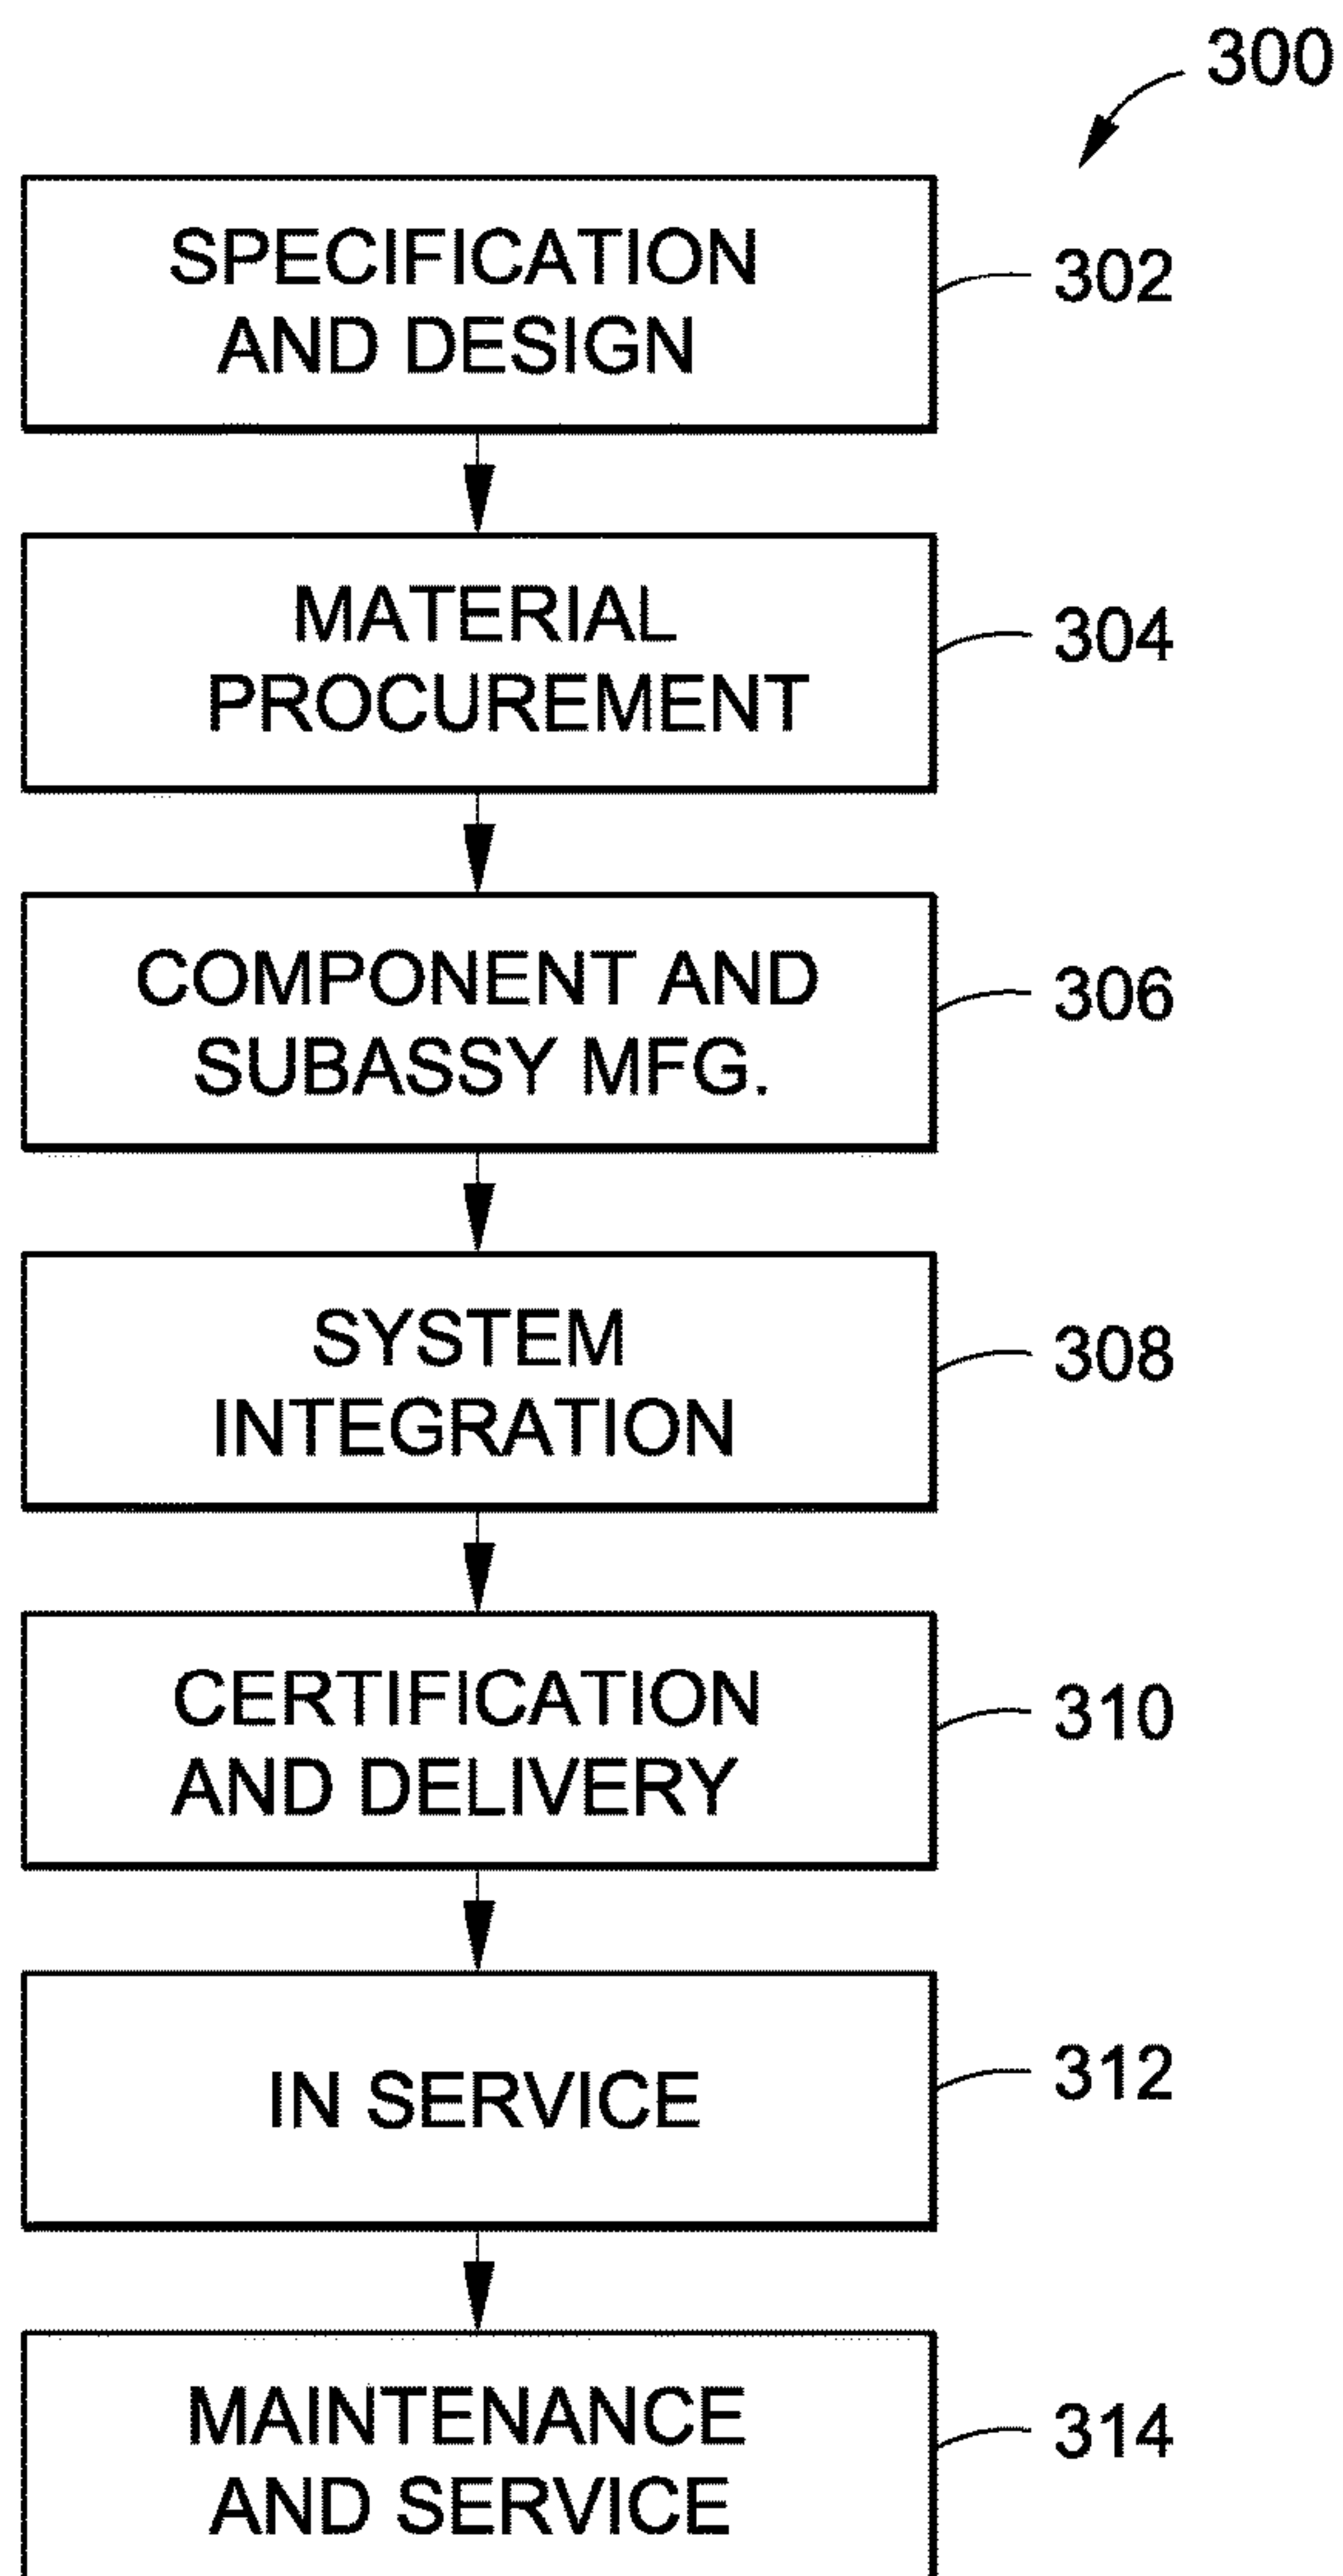 300
SPECIFICATION
AND DESIGN
302
MATERIAL
PROCUREMENT
304
COMPONENT AND
SUBASSY MFG.
306
SYSTEM
INTEGRATION
308
CERTIFICATION
AND DELIVERY
310
IN SERVICE
312
MAINTENANCE
AND SERVICE
314